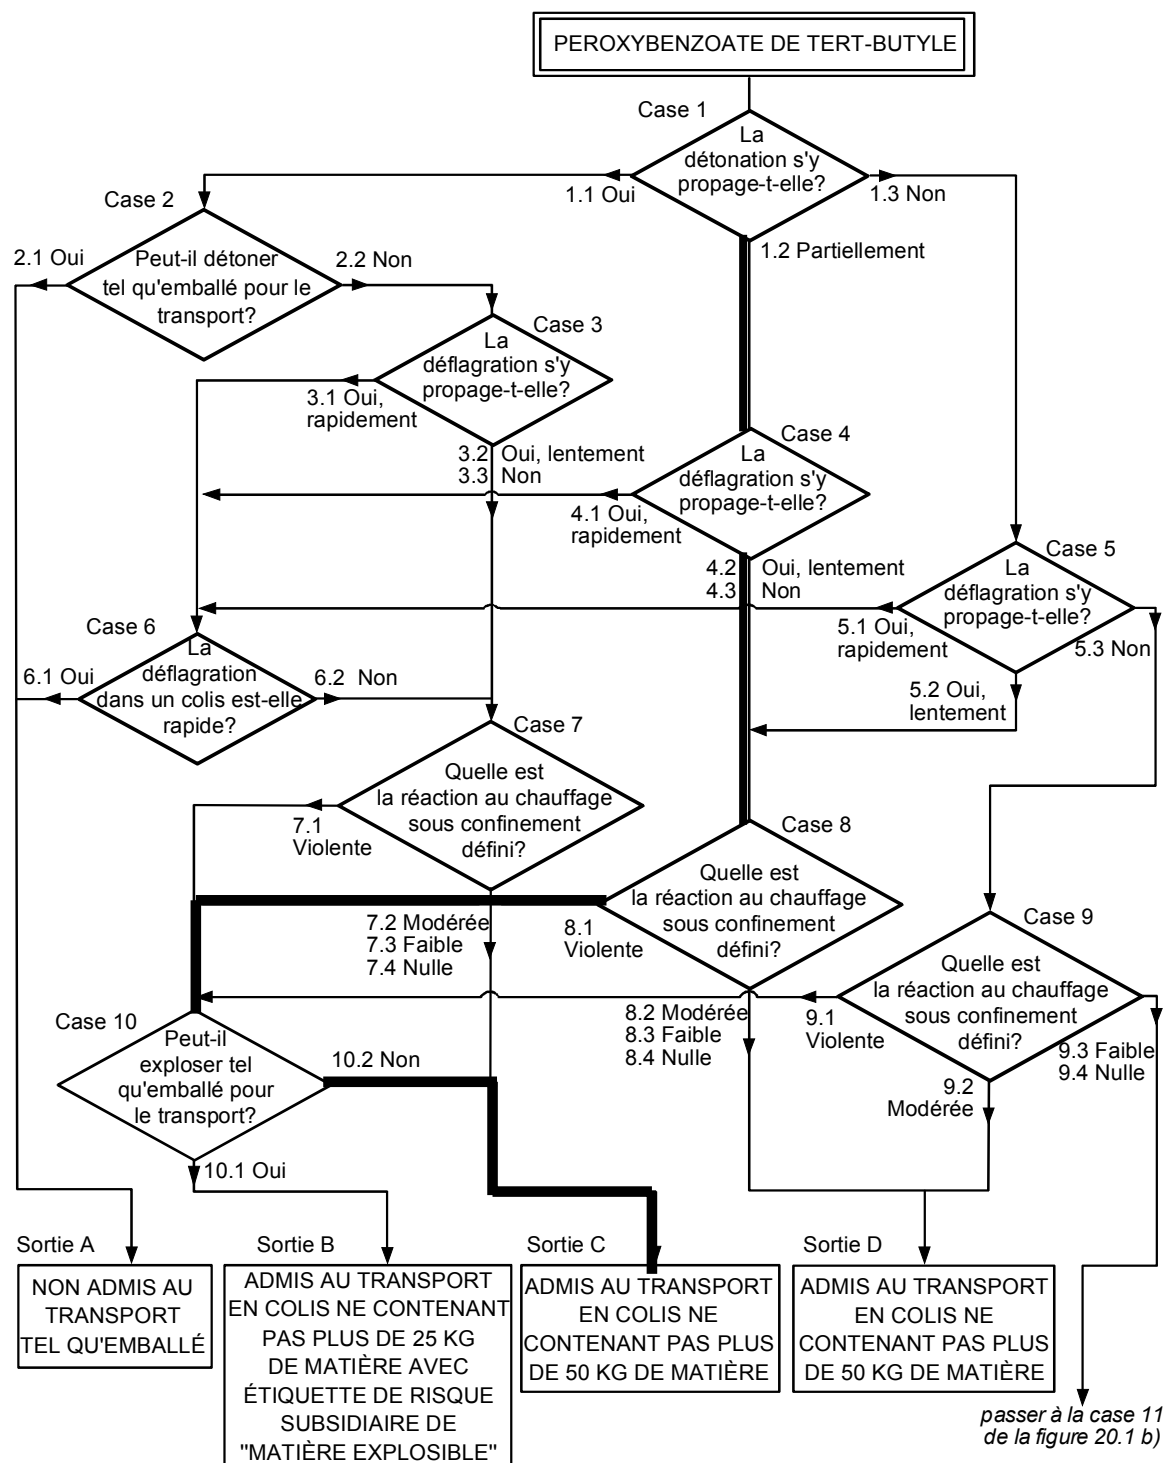 PEROXYBENZOATE DE TERT-BUTYLE
Case 1
La
détonation s'y
propage-t-elle?
1.1 Oui
1.3 Non
1.2 Partiellement
Case 2
2.1 Oui
Peut-il détoner
tel qu'emballé pour le
transport?
2.2 Non
Case 3
La
déflagration s'y
propage-t-elle?
3.1 Oui,
rapidement
3.2 Oui, lentement
3.3 Non
Case 4
La
déflagration s'y
propage-t-elle?
4.1 Oui,
rapidement
4.2 Oui, lentement
4.3 Non
Case 5
La
déflagration s'y
propage-t-elle?
5.1 Oui,
rapidement
5.3 Non
5.2 Oui,
lentement
Case 6
La
déflagration
dans un colis est-elle
rapide?
6.1 Oui
6.2 Non
Case 7
Quelle est
la réaction au chauffage
sous confinement
défini?
7.1
Violente
7.2 Modérée
7.3 Faible
7.4 Nulle
Case 8
Quelle est
la réaction au chauffage
sous confinement
défini?
8.1
Violente
8.2 Modérée
8.3 Faible
8.4 Nulle
Case 9
Quelle est
la réaction au chauffage
sous confinement
défini?
9.1
Violente
9.2
Modérée
9.3 Faible
9.4 Nulle
Case 10
Peut-il
exploser tel
qu'emballé pour
le transport?
10.2 Non
10.1 Oui
Sortie A
NON ADMIS AU
TRANSPORT
TEL QU'EMBALLÉ
Sortie B
ADMIS AU TRANSPORT
EN COLIS NE CONTENANT
PAS PLUS DE 25 KG
DE MATIÈRE AVEC
ÉTIQUETTE DE RISQUE
SUBSIDIAIRE DE
"MATIÈRE EXPLOSIBLE"
Sortie C
ADMIS AU TRANSPORT
EN COLIS NE
CONTENANT PAS PLUS
DE 50 KG DE MATIÈRE
Sortie D
ADMIS AU TRANSPORT
EN COLIS NE
CONTENANT PAS PLUS
DE 50 KG DE MATIÈRE
passer à la case 11
de la figure 20.1 b)